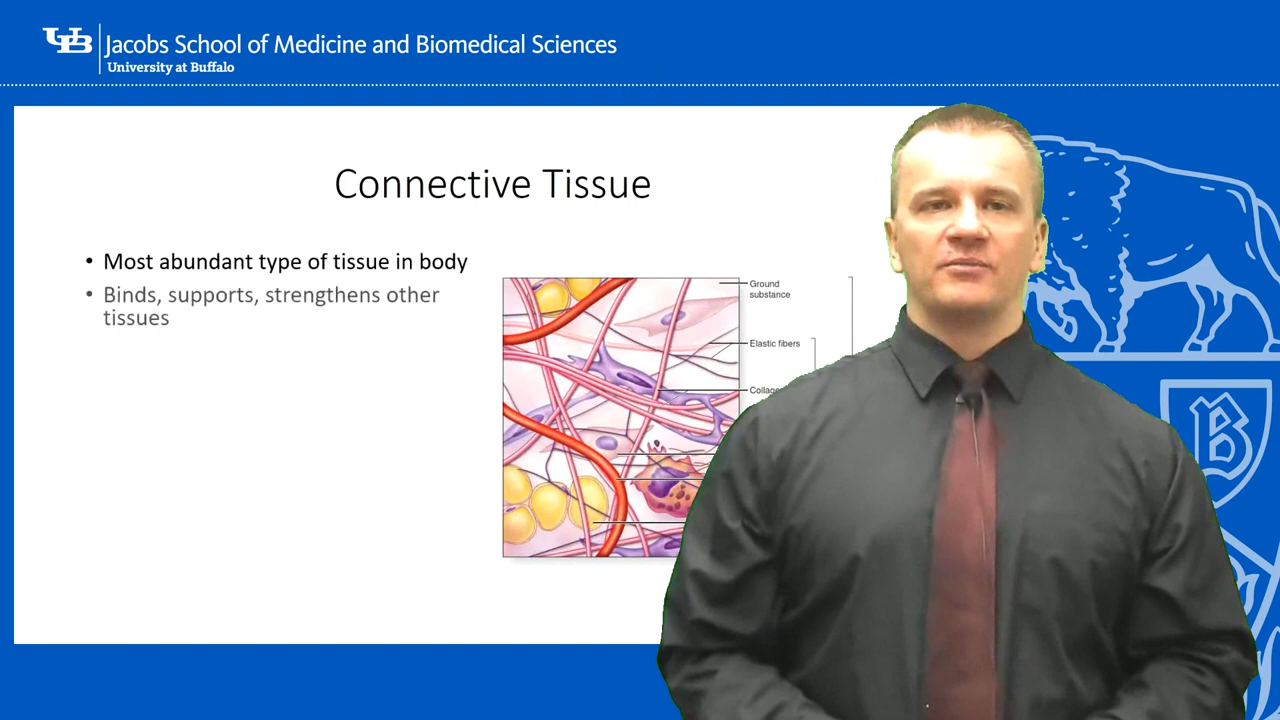 UB
Jacobs School of Medicine and Biomedical Sciences
University at Buffalo
Connective Tissue
• Most abundant type of tissue in body
• Binds, supports, strengthens other
tissues
Ground
substance
Elastic fibers
B